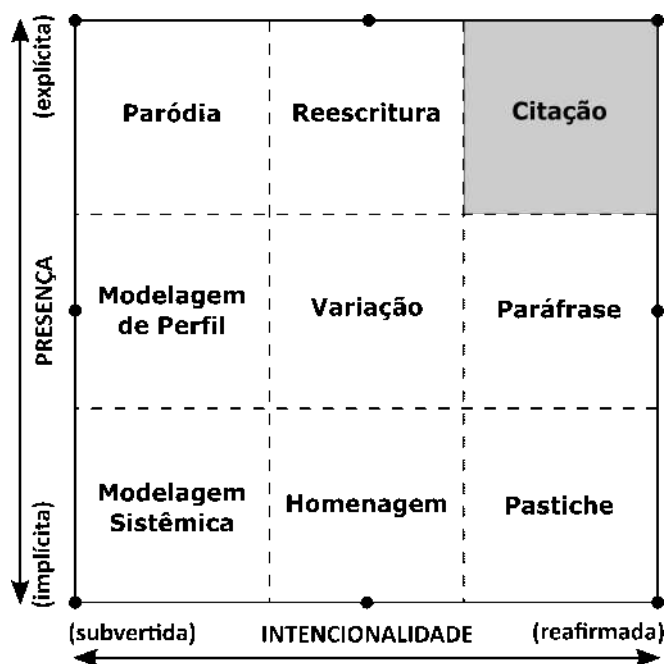 (explícita)
Paródia
Reescritura
Citação
PRESENÇA
Modelagem
de Perfil
Variação
Paráfrase
(implícita)
Modelagem
Sistêmica
Homenagem
Pastiche
(subvertida)
INTENCIONALIDADE
(reafirmada)